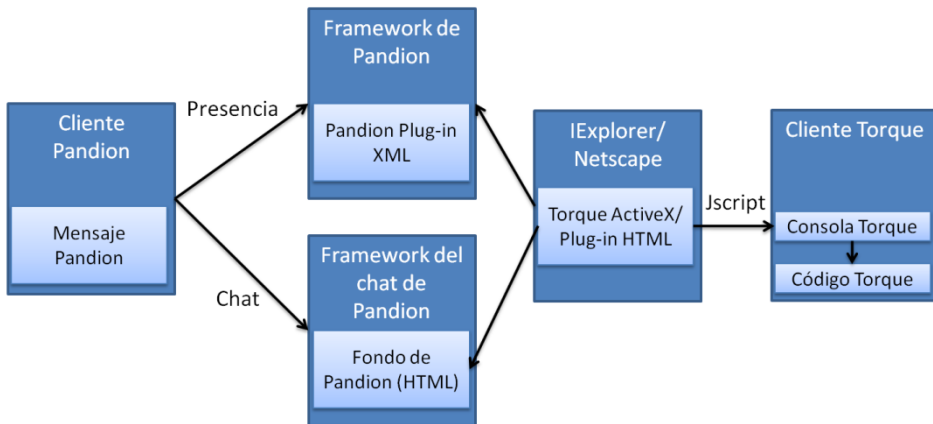 Cliente
Pandion
Mensaje
Pandion
Presencia
Chat
Framework de
Pandion
Pandion Plug-in
XML
Framework del
chat de
Pandion
Fondo de
Pandion (HTML)
IExplorer/
Netscape
Torque ActiveX/
Plug-in HTML
Jscript
Cliente Torque
Consola Torque
Código Torque